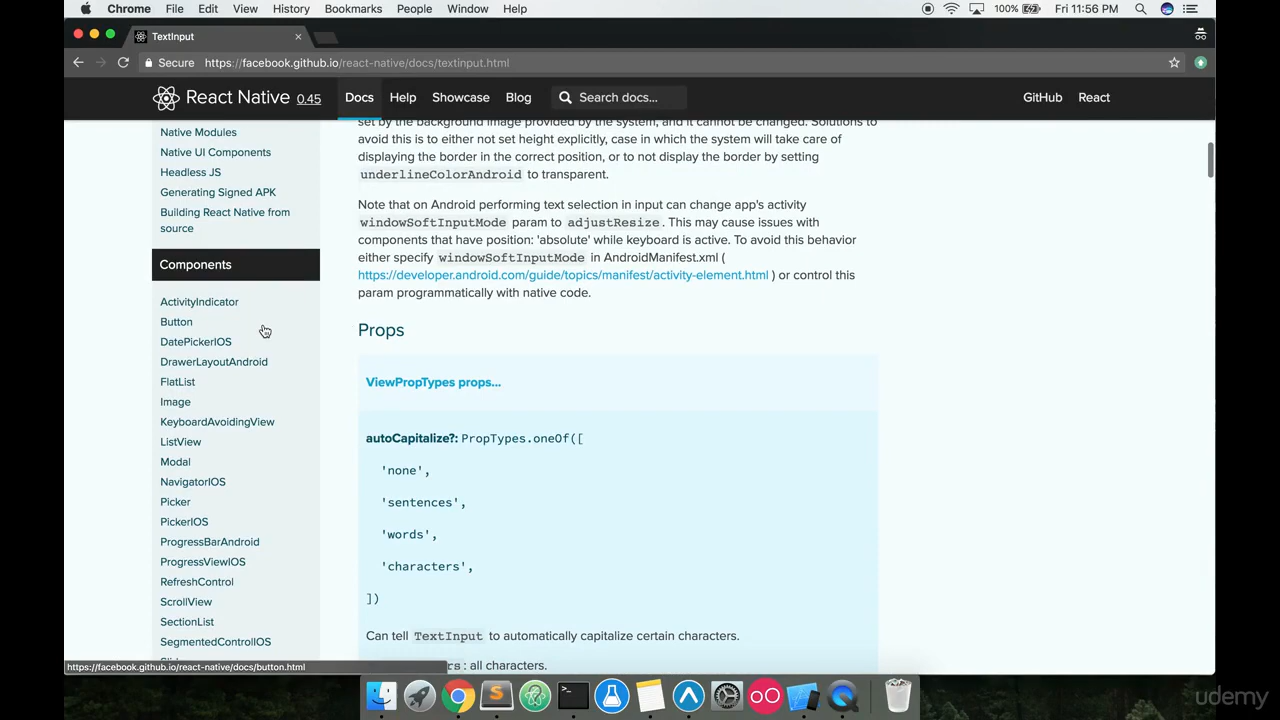 Chrome File Edit View History Bookmarks People Window Help 100% Fri 11:56 PM
TextInput
Secure https://facebook.github.io/react-native/docs/textinput.html
React Native 0.45 Docs Help Showcase Blog Search docs... GitHub React
Native Modules
Native UI Components
Headless JS
Generating Signed APK
Building React Native from
source
Components
ActivityIndicator
Button
DatePickerIOS
DrawerLayoutAndroid
FlatList
Image
KeyboardAvoidingView
ListView
Modal
NavigatorIOS
Picker
PickerIOS
ProgressBarAndroid
ProgressViewIOS
RefreshControl
ScrollView
SectionList
SegmentedControlIOS
set by the background image provided by the system, and it cannot be changed. Solutions to
avoid this is to either not set height explicitly, case in which the system will take care of
displaying the border in the correct position, or to not display the border by setting
underlineColorAndroid to transparent.
Note that on Android performing text selection in input can change app's activity
windowSoftInputMode param to adjustResize. This may cause issues with
components that have position: 'absolute' while keyboard is active. To avoid this behavior
either specify windowSoftInputMode in AndroidManifest.xml (
https://developer.android.com/guide/topics/manifest/activity-element.html ) or control this
param programmatically with native code.
Props
ViewPropTypes props...
autoCapitalize?: PropTypes.oneOf([
'none',
'sentences',
'words',
'characters',
])
Can tell TextInput to automatically capitalize certain characters.
rs: all characters.
https://facebook.github.io/react-native/docs/button.html
udemy